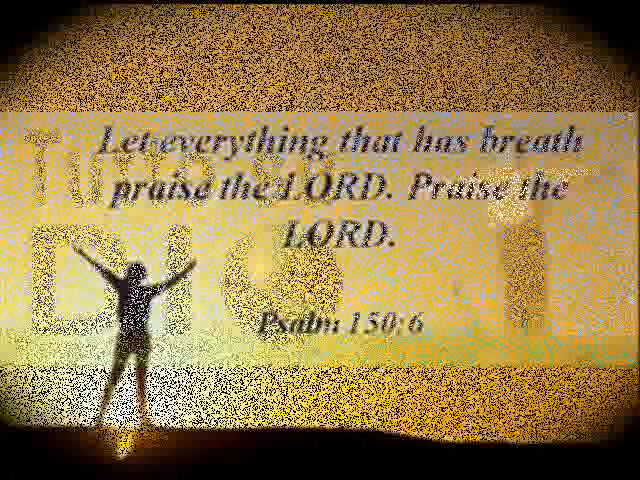 Let everything that has breath
praise the LORD. Praise the
LORD.
Psalm 150:6